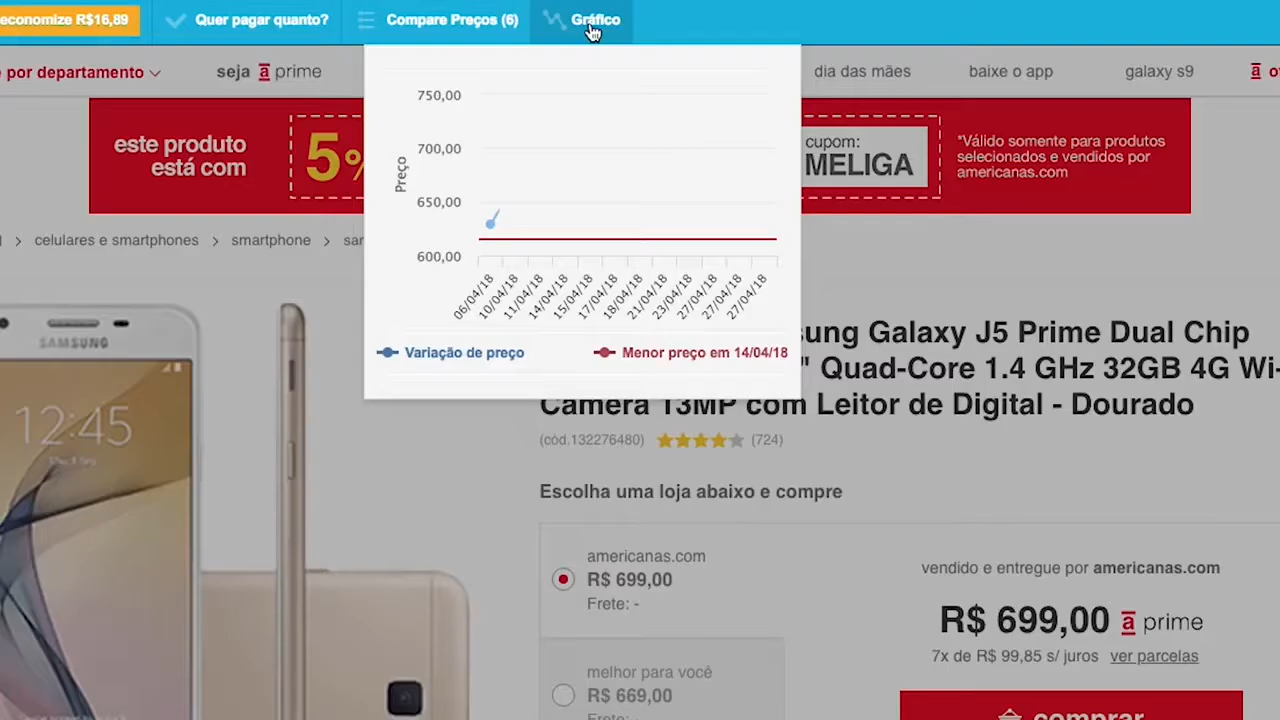 economize R$16,89
Quer pagar quanto?
Compare Preços (6)
Gráfico
por departamento
seja a prime
dia das mães
baixe o app
galaxy s9
a
este produto
está com
5%
cupom:
MELIGA
*Válido somente para produtos
selecionados e vendidos por
americanas.com
celulares e smartphones
smartphone
750,00
700,00
650,00
600,00
Preço
06/04/18
10/04/18
11/04/18
14/04/18
15/04/18
17/04/18
18/04/18
21/04/18
23/04/18
27/04/18
27/04/18
27/04/18
Variação de preço
Menor preço em 14/04/18
SAMSUNG
12:45
sung Galaxy J5 Prime Dual Chip
" Quad-Core 1.4 GHz 32GB 4G Wi-
Câmera 13MP com Leitor de Digital - Dourado
(cód.132276480)
(724)
Escolha uma loja abaixo e compre
americanas.com
R$ 699,00
Frete: -
melhor para você
R$ 669,00
Frete: -
vendido e entregue por americanas.com
R$ 699,00 a prime
7x de R$ 99,85 s/ juros ver parcelas
comprar